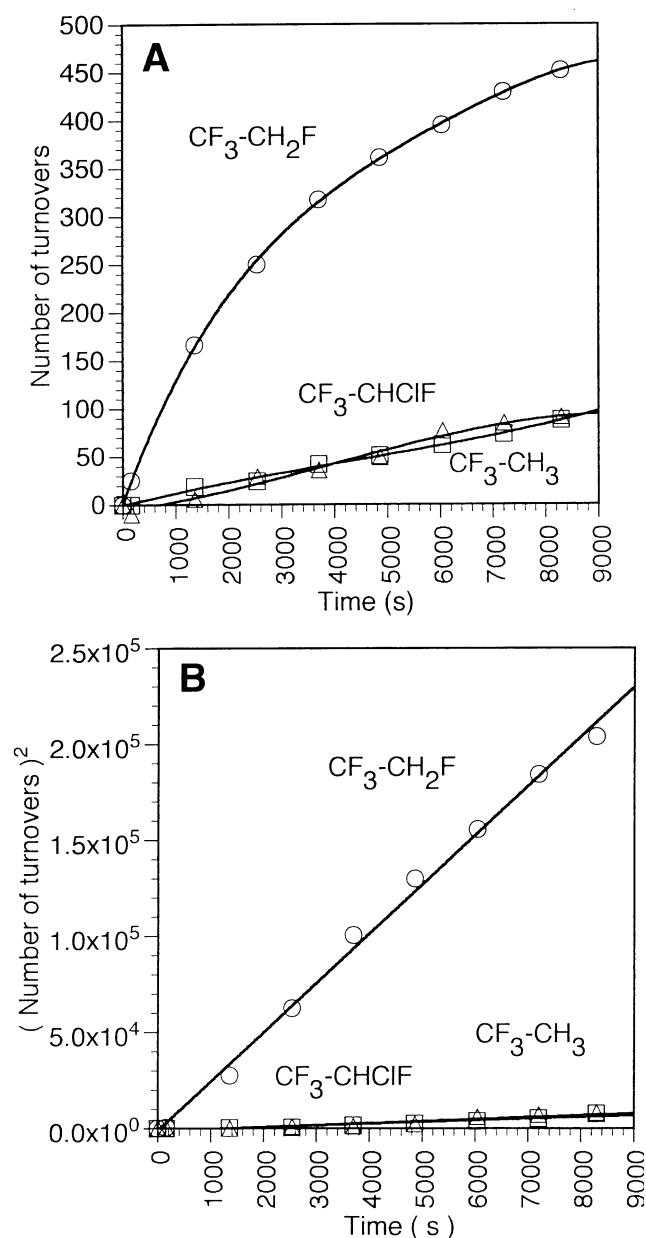 A
500
450
400
350
300
250
200
150
100
50
0
Number of turnovers
CF3-CH2F
CF3-CHClF
CF3-CH3
0
1000
2000
3000
4000
5000
6000
7000
8000
9000
Time (s)
B
2.5x10^5
2.0x10^5
1.5x10^5
1.0x10^5
5.0x10^4
0.0x10^0
( Number of turnovers )^2
CF3-CH2F
CF3-CH3
CF3-CHClF
0
1000
2000
3000
4000
5000
6000
7000
8000
9000
Time ( s )